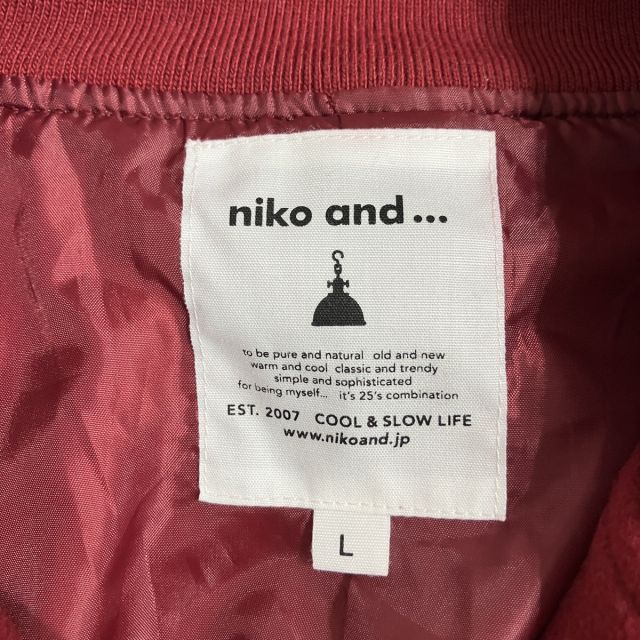 niko and...
to be pure and natural old and new
warm and cool classic and trendy
simple and sophisticated
for being myself... it's 25's combination
EST. 2007 COOL & SLOW LIFE
www.nikoand.jp
L